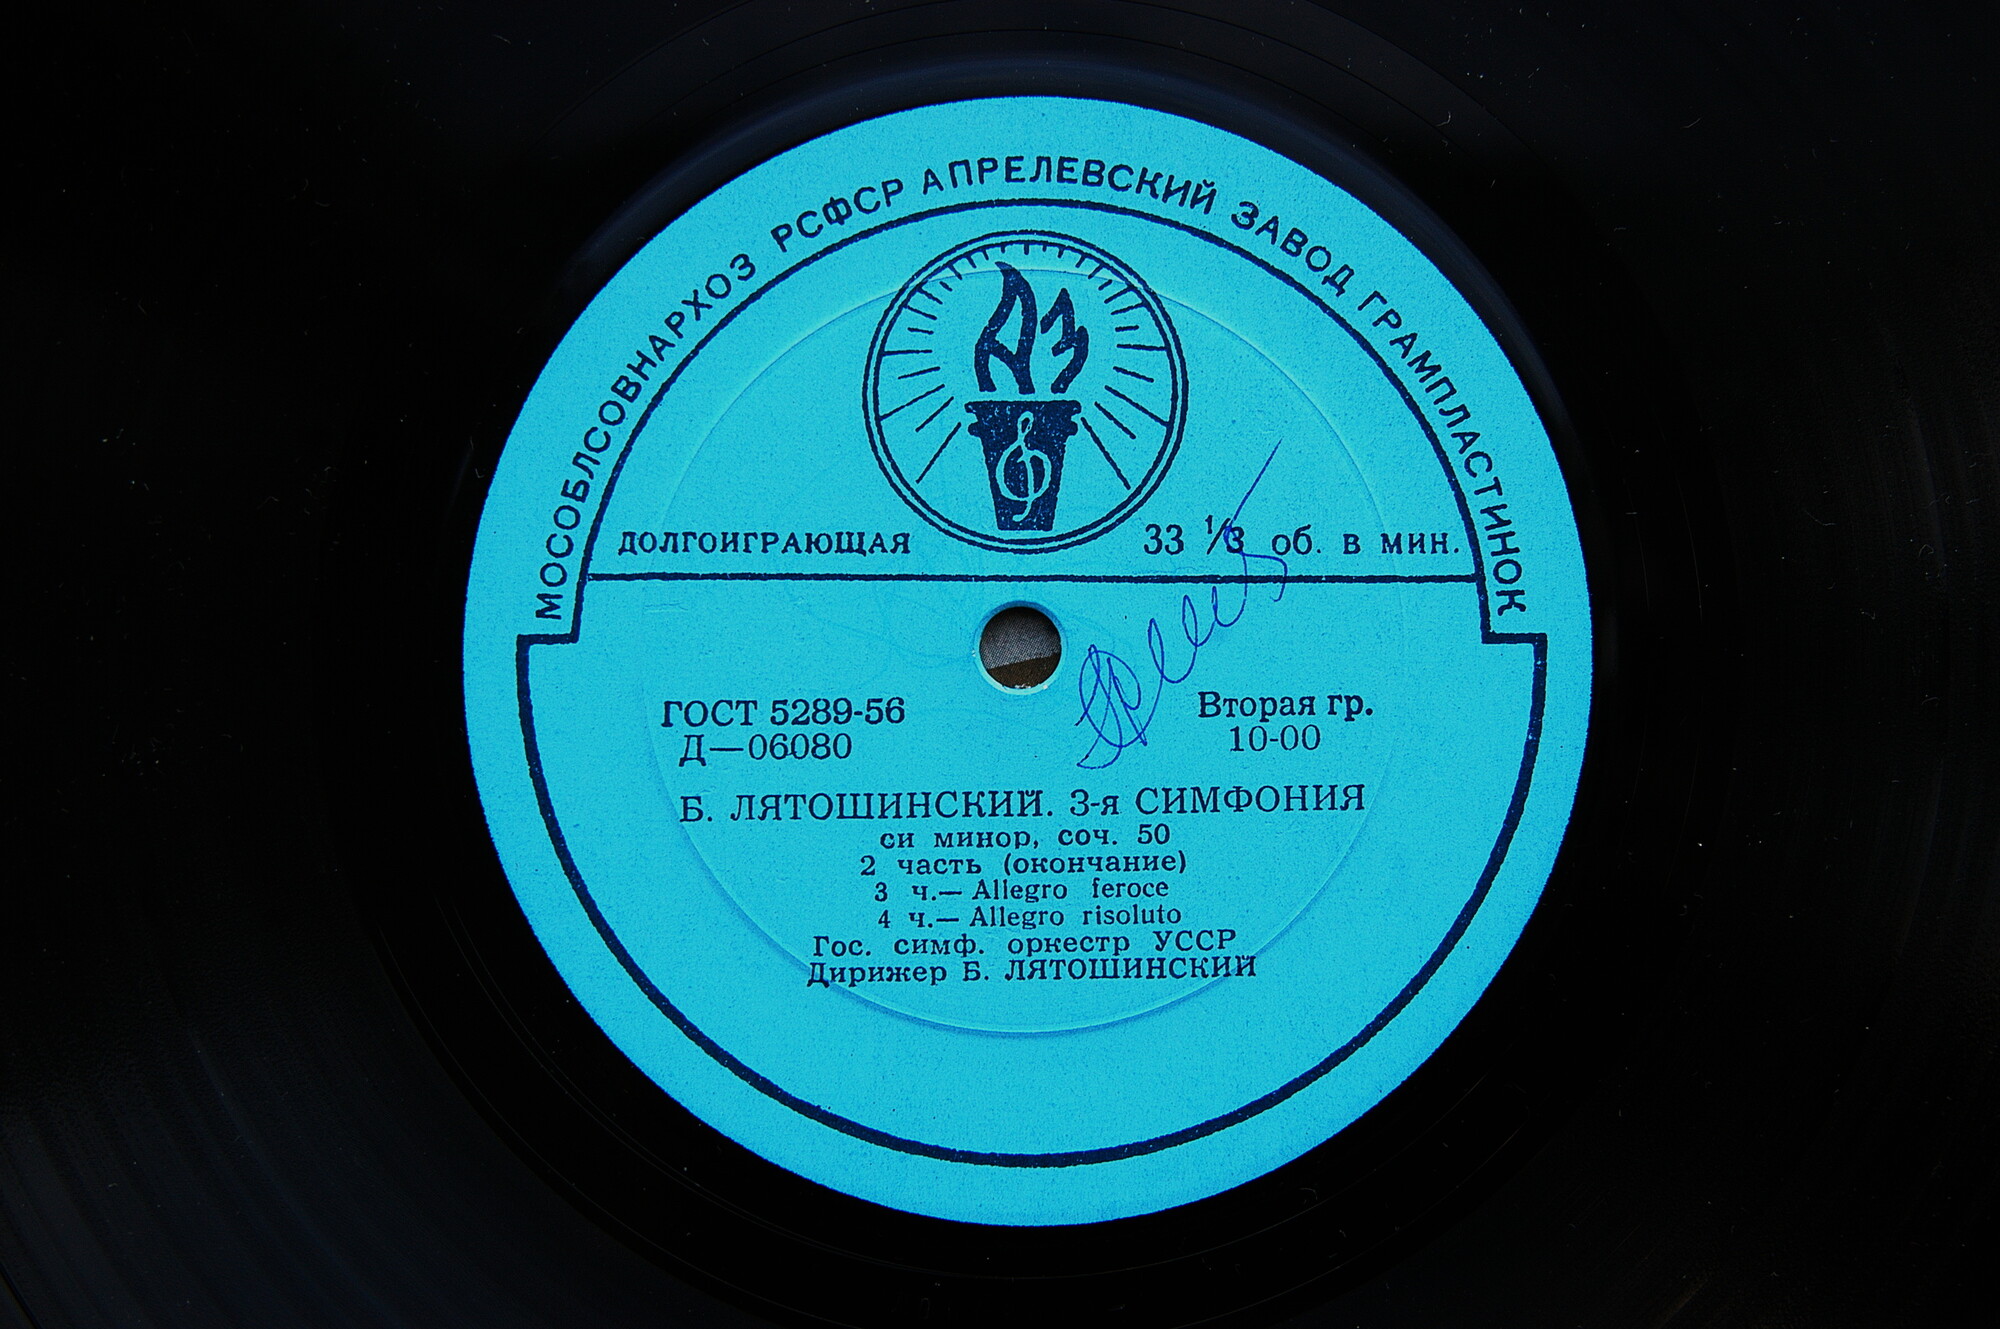 МОСОБЛСОВНАРХОЗ РСФСР АПРЕЛЕВСКИЙ ЗАВОД ГРАМПЛАСТИНОК
АЗ
ДОЛГОИГРАЮЩАЯ 33 1/3 об. в мин.
ГОСТ 5289-56 Вторая гр.
Д—06080 10-00
Б. ЛЯТОШИНСКИЙ. 3-я СИМФОНИЯ
си минор, соч. 50
2 часть (окончание)
3 ч.— Allegro feroce
4 ч.— Allegro risoluto
Гос. симф. оркестр УССР
Дирижер Б. ЛЯТОШИНСКИЙ